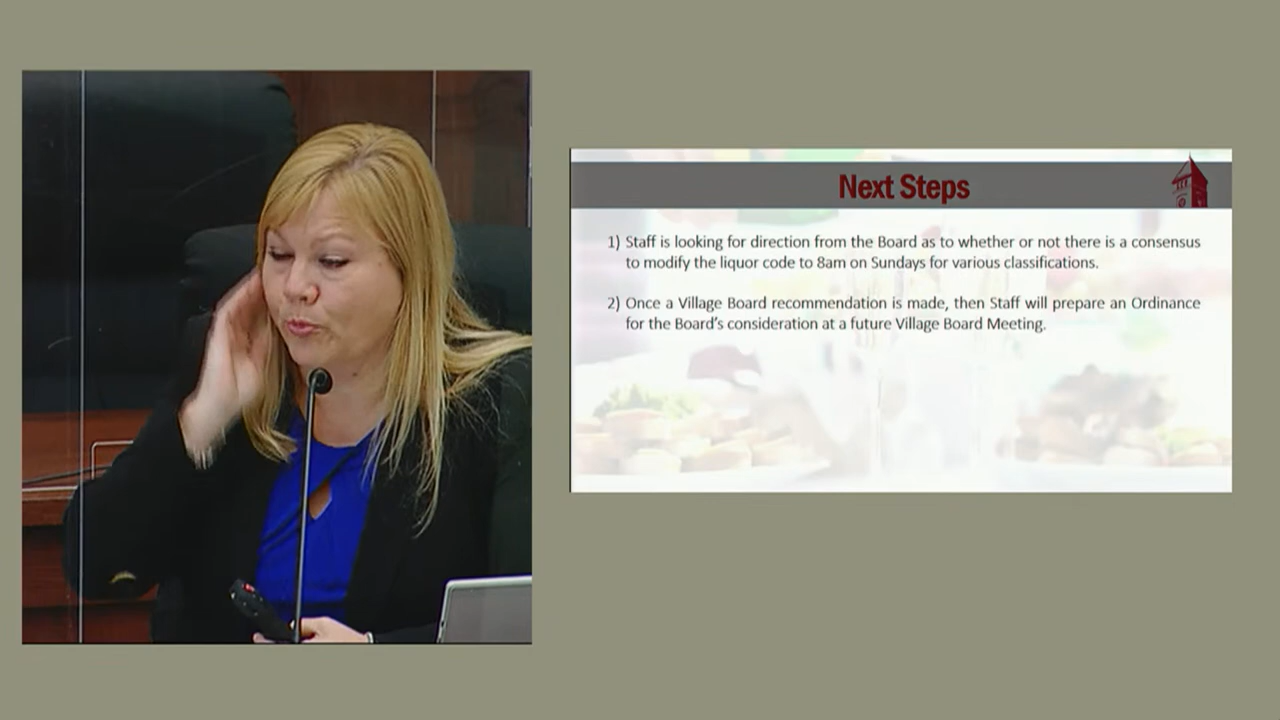 Next Steps
1) Staff is looking for direction from the Board as to whether or not there is a consensus
to modify the liquor code to 8am on Sundays for various classifications.
2) Once a Village Board recommendation is made, then Staff will prepare an Ordinance
for the Board's consideration at a future Village Board Meeting.